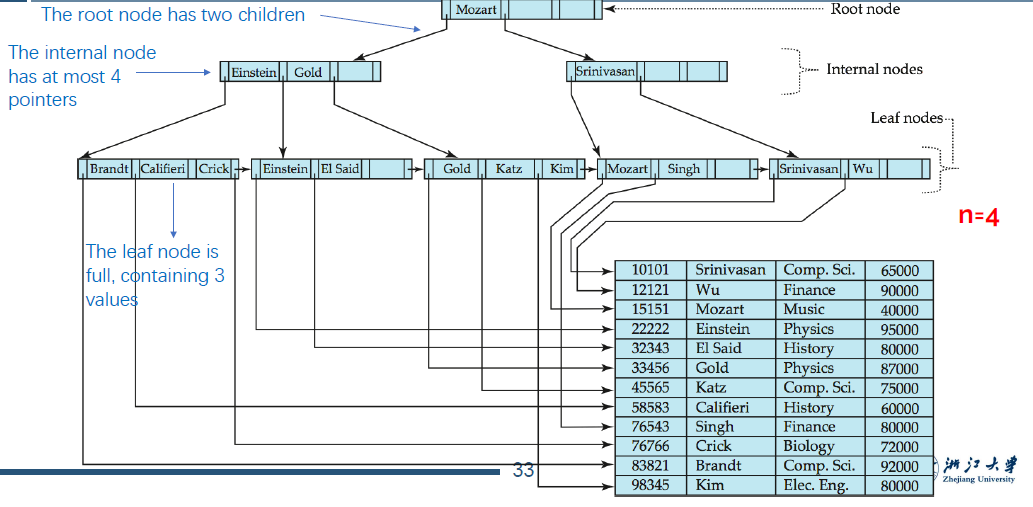 The root node has two children
Mozart
Root node
The internal node
has at most 4
pointers
Einstein Gold
Srinivasan
Internal nodes
Leaf nodes
Brandt Califieri Crick Einstein El Said Gold Katz Kim Mozart Singh Srinivasan Wu
n=4
The leaf node is
full, containing 3
values
10101 Srinivasan Comp. Sci. 65000
12121 Wu Finance 90000
15151 Mozart Music 40000
22222 Einstein Physics 95000
32343 El Said History 80000
33456 Gold Physics 87000
45565 Katz Comp. Sci. 75000
58583 Califieri History 60000
76543 Singh Finance 80000
76766 Crick Biology 72000
83821 Brandt Comp. Sci. 92000
98345 Kim Elec. Eng. 80000
33
浙江大学
Zhejiang University